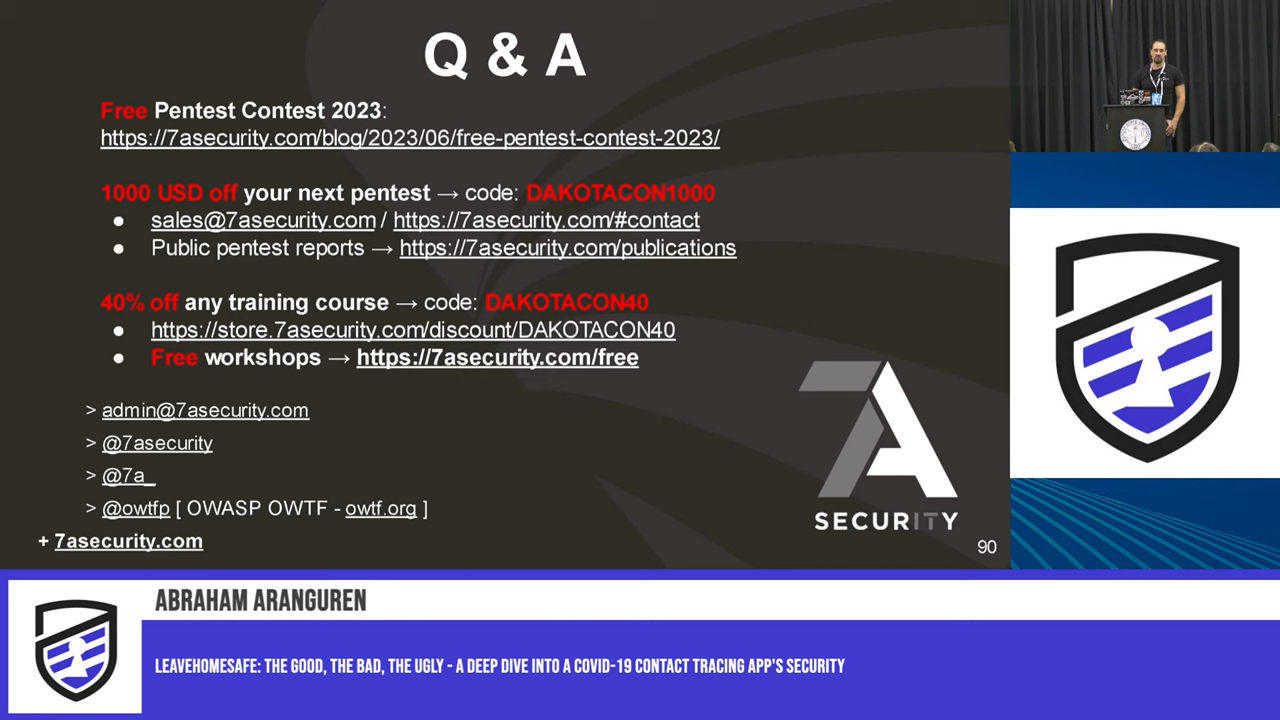 Q & A
Free Pentest Contest 2023:
https://7asecurity.com/blog/2023/06/free-pentest-contest-2023/
1000 USD off your next pentest → code: DAKOTACON1000
● sales@7asecurity.com / https://7asecurity.com/#contact
● Public pentest reports → https://7asecurity.com/publications
40% off any training course → code: DAKOTACON40
● https://store.7asecurity.com/discount/DAKOTACON40
● Free workshops → https://7asecurity.com/free
> admin@7asecurity.com
> @7asecurity
> @7a_
> @owtfp [ OWASP OWTF - owtf.org ]
+ 7asecurity.com
7A
SECURITY
90
ABRAHAM ARANGUREN
LEAVEHOMESAFE: THE GOOD, THE BAD, THE UGLY - A DEEP DIVE INTO A COVID-19 CONTACT TRACING APP'S SECURITY